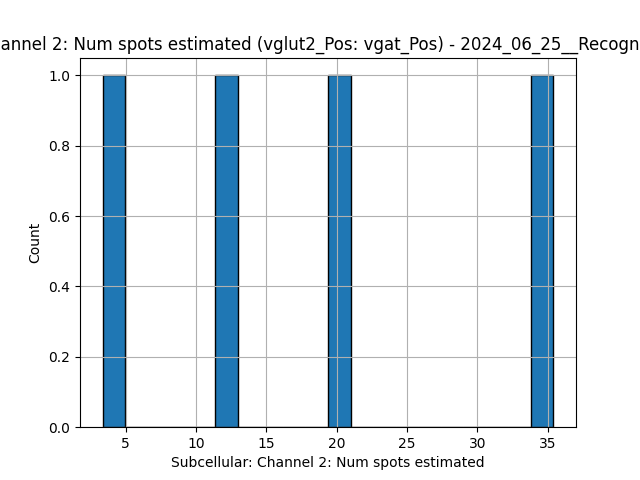 annel 2: Num spots estimated (vglut2_Pos: vgat_Pos) - 2024_06_25__Recogn
1.0
0.8
0.6
0.4
0.2
0.0
Count
5 10 15 20 25 30 35
Subcellular: Channel 2: Num spots estimated